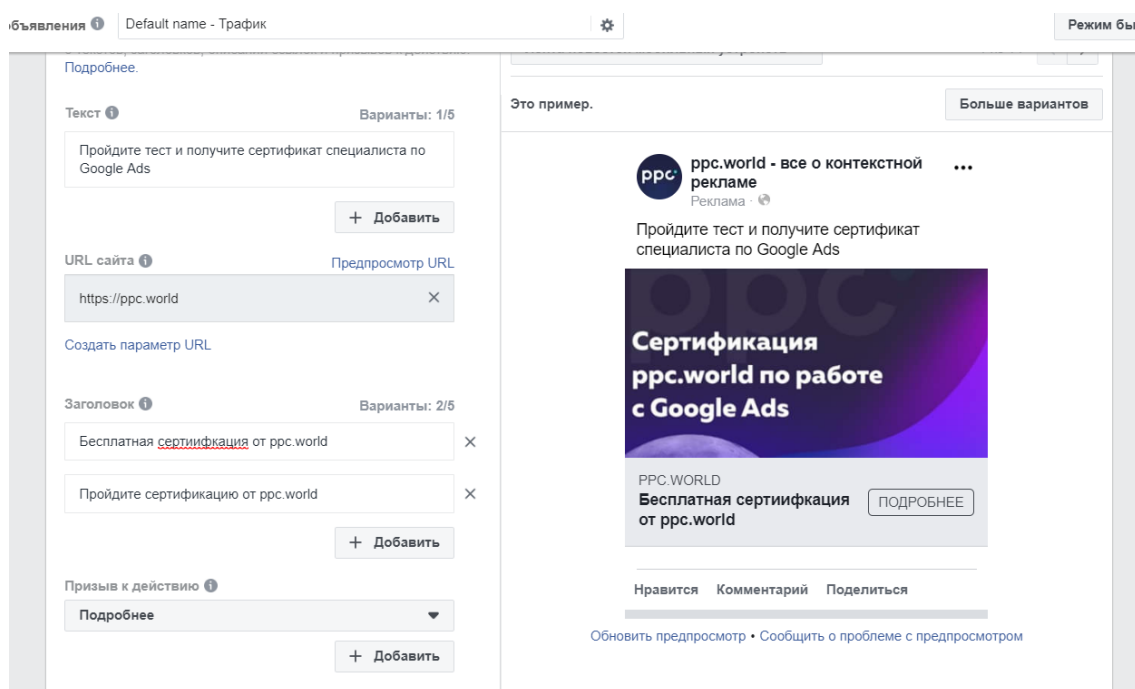 объявления
Default name - Трафик
Режим бы
Подробнее.
Текст
Варианты: 1/5
Пройдите тест и получите сертификат специалиста по
Google Ads
+ Добавить
URL сайта
Предпросмотр URL
https://ppc.world
Создать параметр URL
Заголовок
Варианты: 2/5
Бесплатная сертиифкация от ppc.world
Пройдите сертификацию от ppc.world
+ Добавить
Призыв к действию
Подробнее
+ Добавить
Это пример.
Больше вариантов
ppc
ppc.world - все о контекстной
рекламе
Реклама ·
Пройдите тест и получите сертификат
специалиста по Google Ads
ppc
Сертификация
ppc.world по работе
с Google Ads
PPC.WORLD
Бесплатная сертиифкация
от ppc.world
ПОДРОБНЕЕ
Нравится Комментарий Поделиться
Обновить предпросмотр • Сообщить о проблеме с предпросмотром